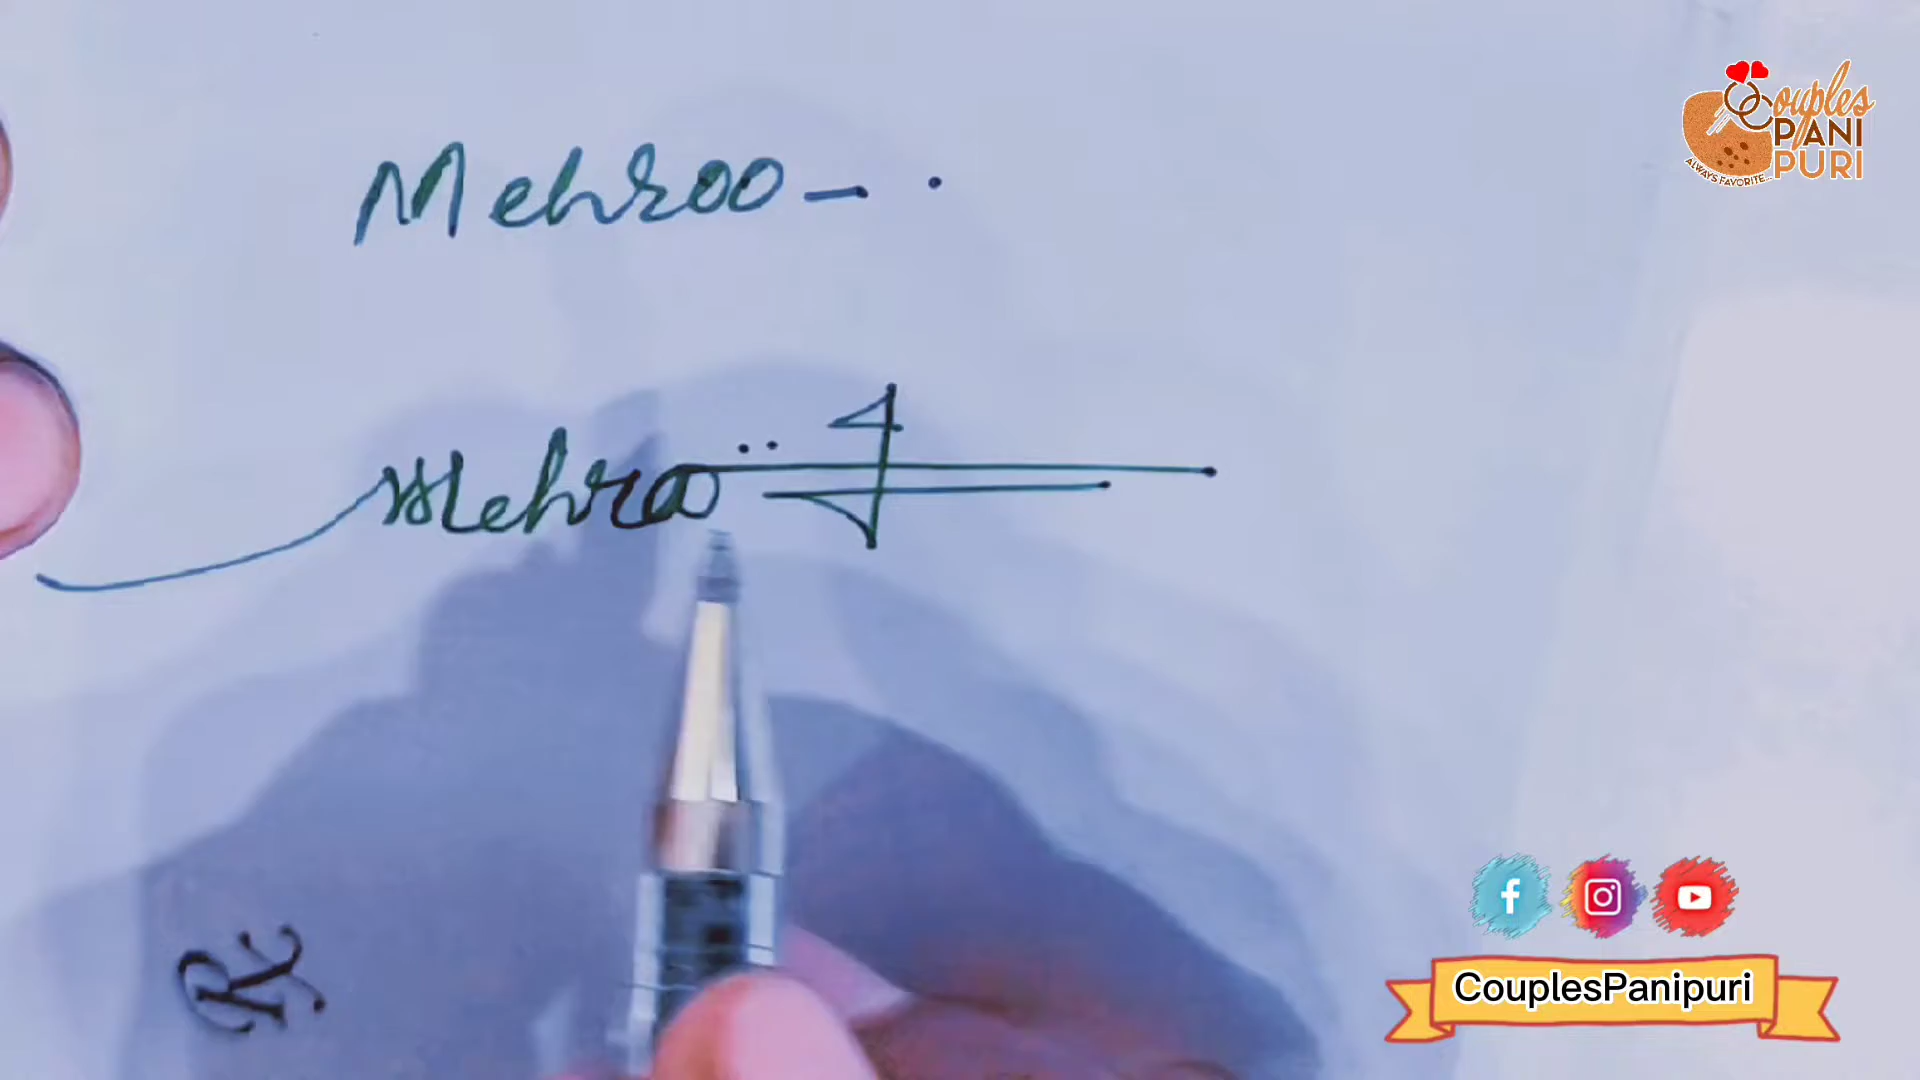 Couples
PANI
PURI
ALWAYS FAVORITE...
Mehroo - .
Mehroo
R
CouplesPanipuri